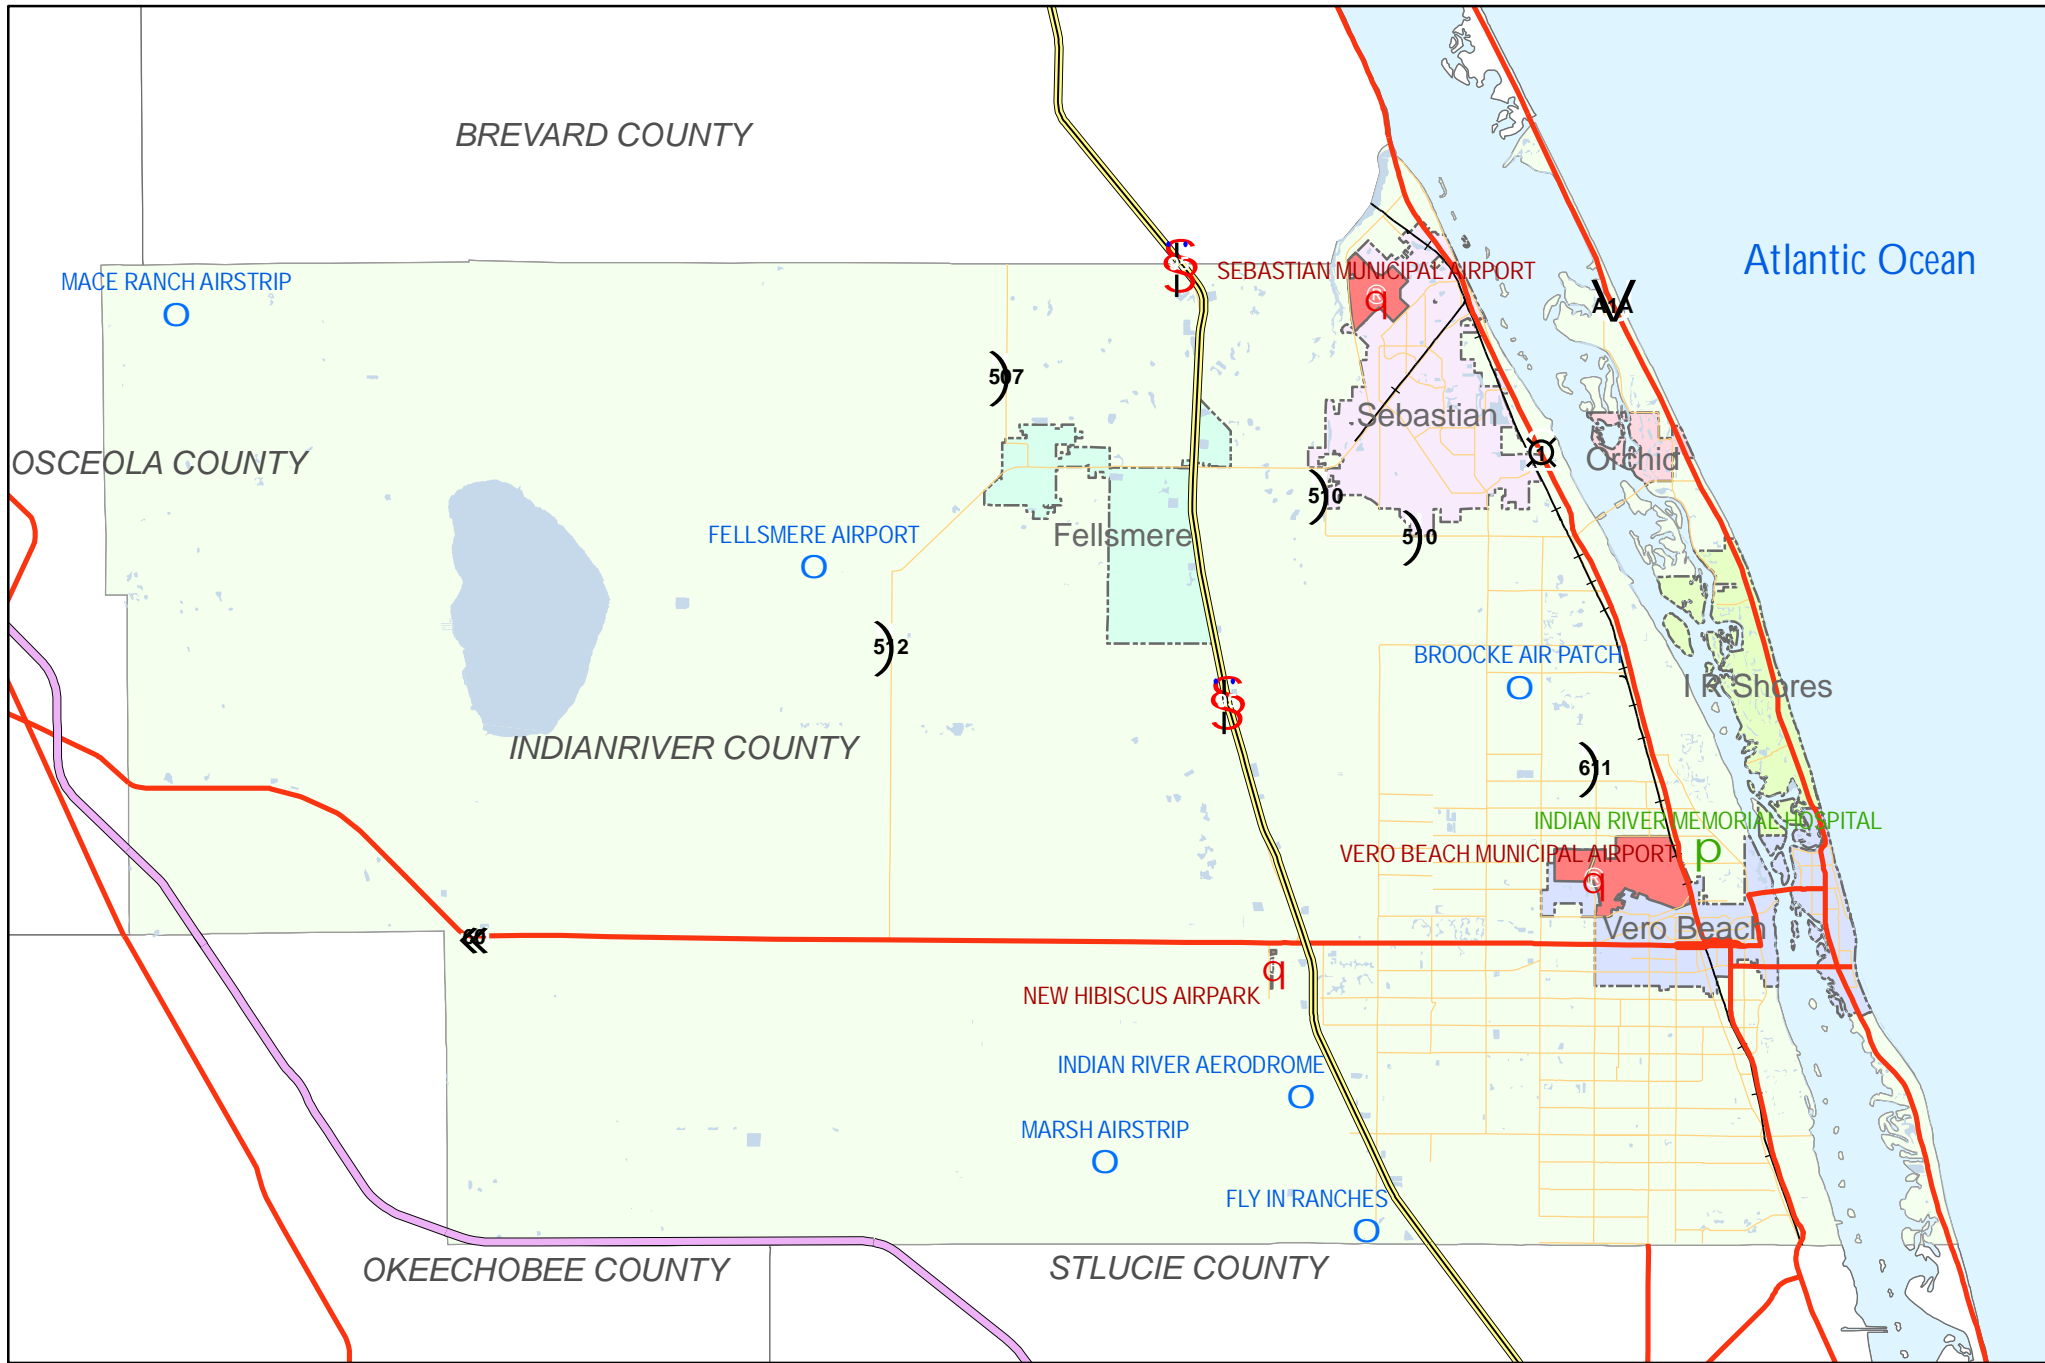 BREVARD COUNTY
Atlantic Ocean
SEBASTIAN MUNICIPAL AIRPORT
MACE RANCH AIRSTRIP
A1A
507
Sebastian
1
OSCEOLA COUNTY
Orchid
510
FELLSMERE AIRPORT
Fellsmere
510
512
BROOCKE AIR PATCH
I R Shores
INDIANRIVER COUNTY
611
INDIAN RIVER MEMORIAL HOSPITAL
VERO BEACH MUNICIPAL AIRPORT
Vero Beach
60
NEW HIBISCUS AIRPARK
INDIAN RIVER AERODROME
MARSH AIRSTRIP
FLY IN RANCHES
OKEECHOBEE COUNTY
STLUCIE COUNTY